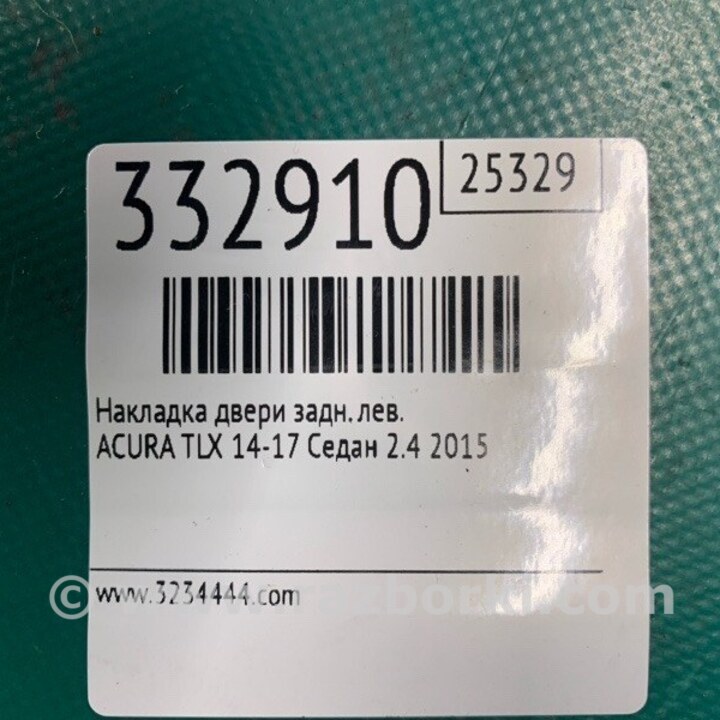 332910
25329
Накладка двери задн. лев.
ACURA TLX 14-17 Седан 2.4 2015
www.3234444.com